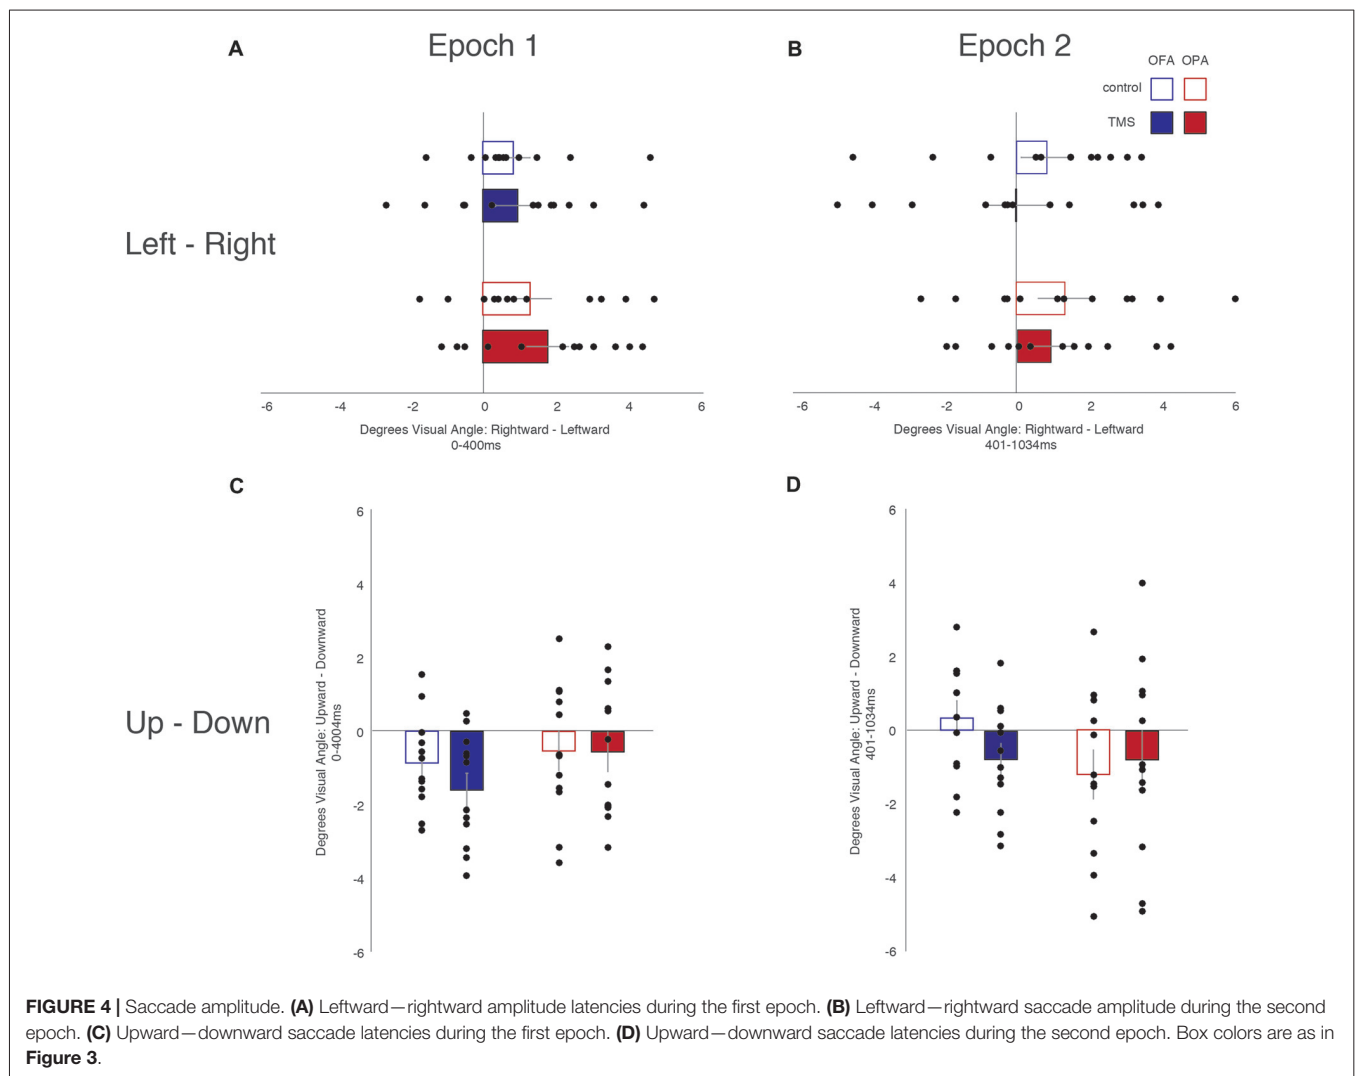 A
Epoch 1
B
Epoch 2
OFA OPA
control
TMS
Left - Right
-6 -4 -2 0 2 4 6
Degrees Visual Angle: Rightward - Leftward
0-400ms
-6 -4 -2 0 2 4 6
Degrees Visual Angle: Rightward - Leftward
401-1034ms
C
D
Up - Down
6
4
2
0
-2
-4
-6
Degrees Visual Angle: Upward - Downward
0-4004ms
6
4
2
0
-2
-4
-6
Degrees Visual Angle: Upward - Downward
401-1034ms
FIGURE 4 | Saccade amplitude. (A) Leftward—rightward amplitude latencies during the first epoch. (B) Leftward—rightward saccade amplitude during the second
epoch. (C) Upward—downward saccade latencies during the first epoch. (D) Upward—downward saccade latencies during the second epoch. Box colors are as in
Figure 3.